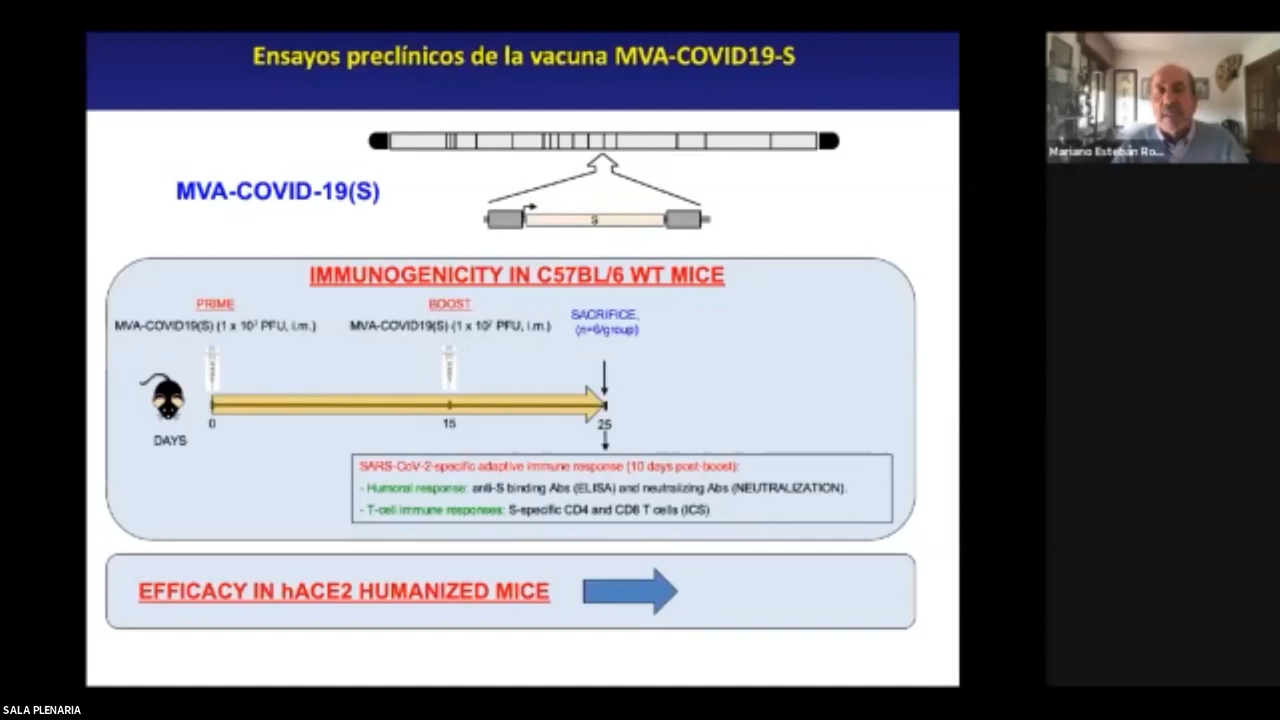 Ensayos preclínicos de la vacuna MVA-COVID19-S
MVA-COVID-19(S)
S
IMMUNOGENICITY IN C57BL/6 WT MICE
PRIME
MVA-COVID19(S) (1 x 10⁷ PFU, i.m.)
BOOST
MVA-COVID19(S) (1 x 10⁷ PFU, i.m.)
SACRIFICE,
(n=6/group)
0
15
25
DAYS
SARS-CoV-2-specific adaptive immune response [10 days post-boost):
- Humoral response: anti-S binding Abs (ELISA) and neutralizing Abs (NEUTRALIZATION).
- T-cell immune responses: S-specific CD4 and CD8 T cells (ICS)
EFFICACY IN hACE2 HUMANIZED MICE
Mariano Esteban Ro...
SALA PLENARIA